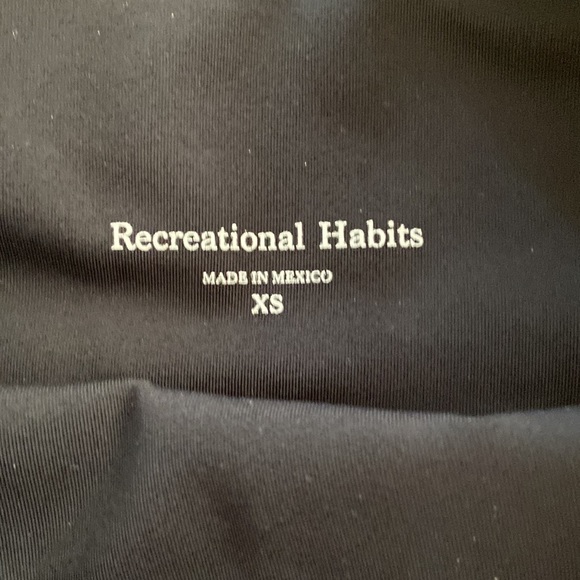 Recreational Habits
MADE IN MEXICO
XS